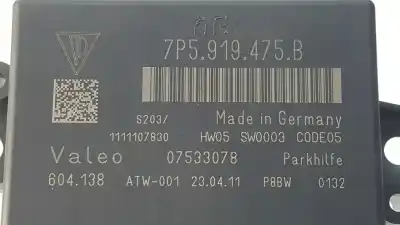 7P5.919.475.B
S203/ Made in Germany
1111107830 HW05 SW0003 CODE05
Valeo 07533078 Parkhilfe
604.138 ATW-001 23.04.11 P8BW 0132